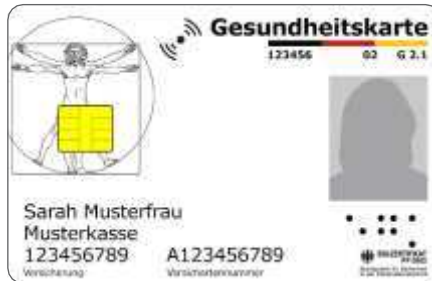 Gesundheitskarte
123456 02 G 2.1
Sarah Musterfrau
Musterkasse
123456789 A123456789
Versicherung Versichertennummer